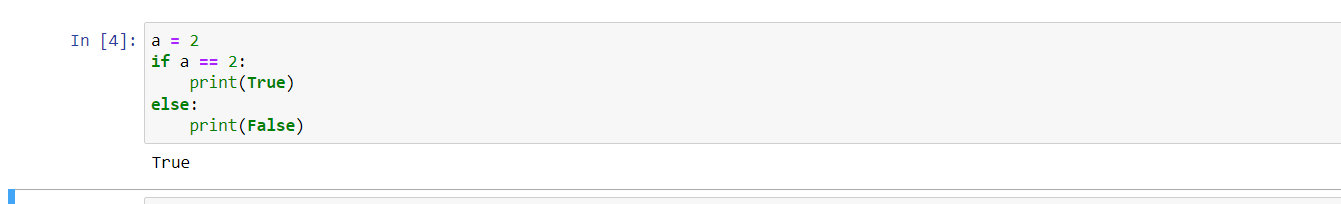 In [4]: a = 2
if a == 2:
    print(True)
else:
    print(False)
True